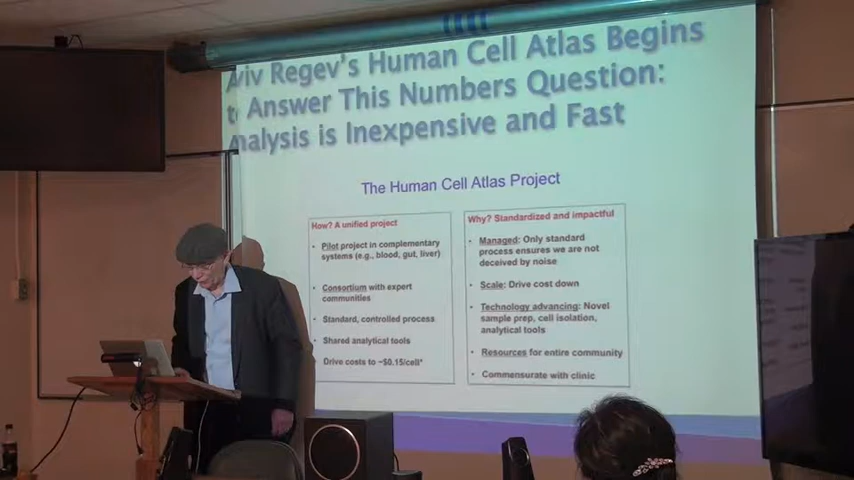 Aviv Regev's Human Cell Atlas Begins
to Answer This Numbers Question:
Analysis is Inexpensive and Fast
The Human Cell Atlas Project
How? A unified project
• Pilot project in complementary
systems (e.g., blood, gut, liver)
• Consortium with expert
communities
• Standard, controlled process
• Shared analytical tools
• Drive costs to ~$0.15/cell*
Why? Standardized and impactful
• Managed: Only standard
process ensures we are not
deceived by noise
• Scale: Drive cost down
• Technology advancing: Novel
sample prep, cell isolation,
analytical tools
• Resources for entire community
• Commensurate with clinic